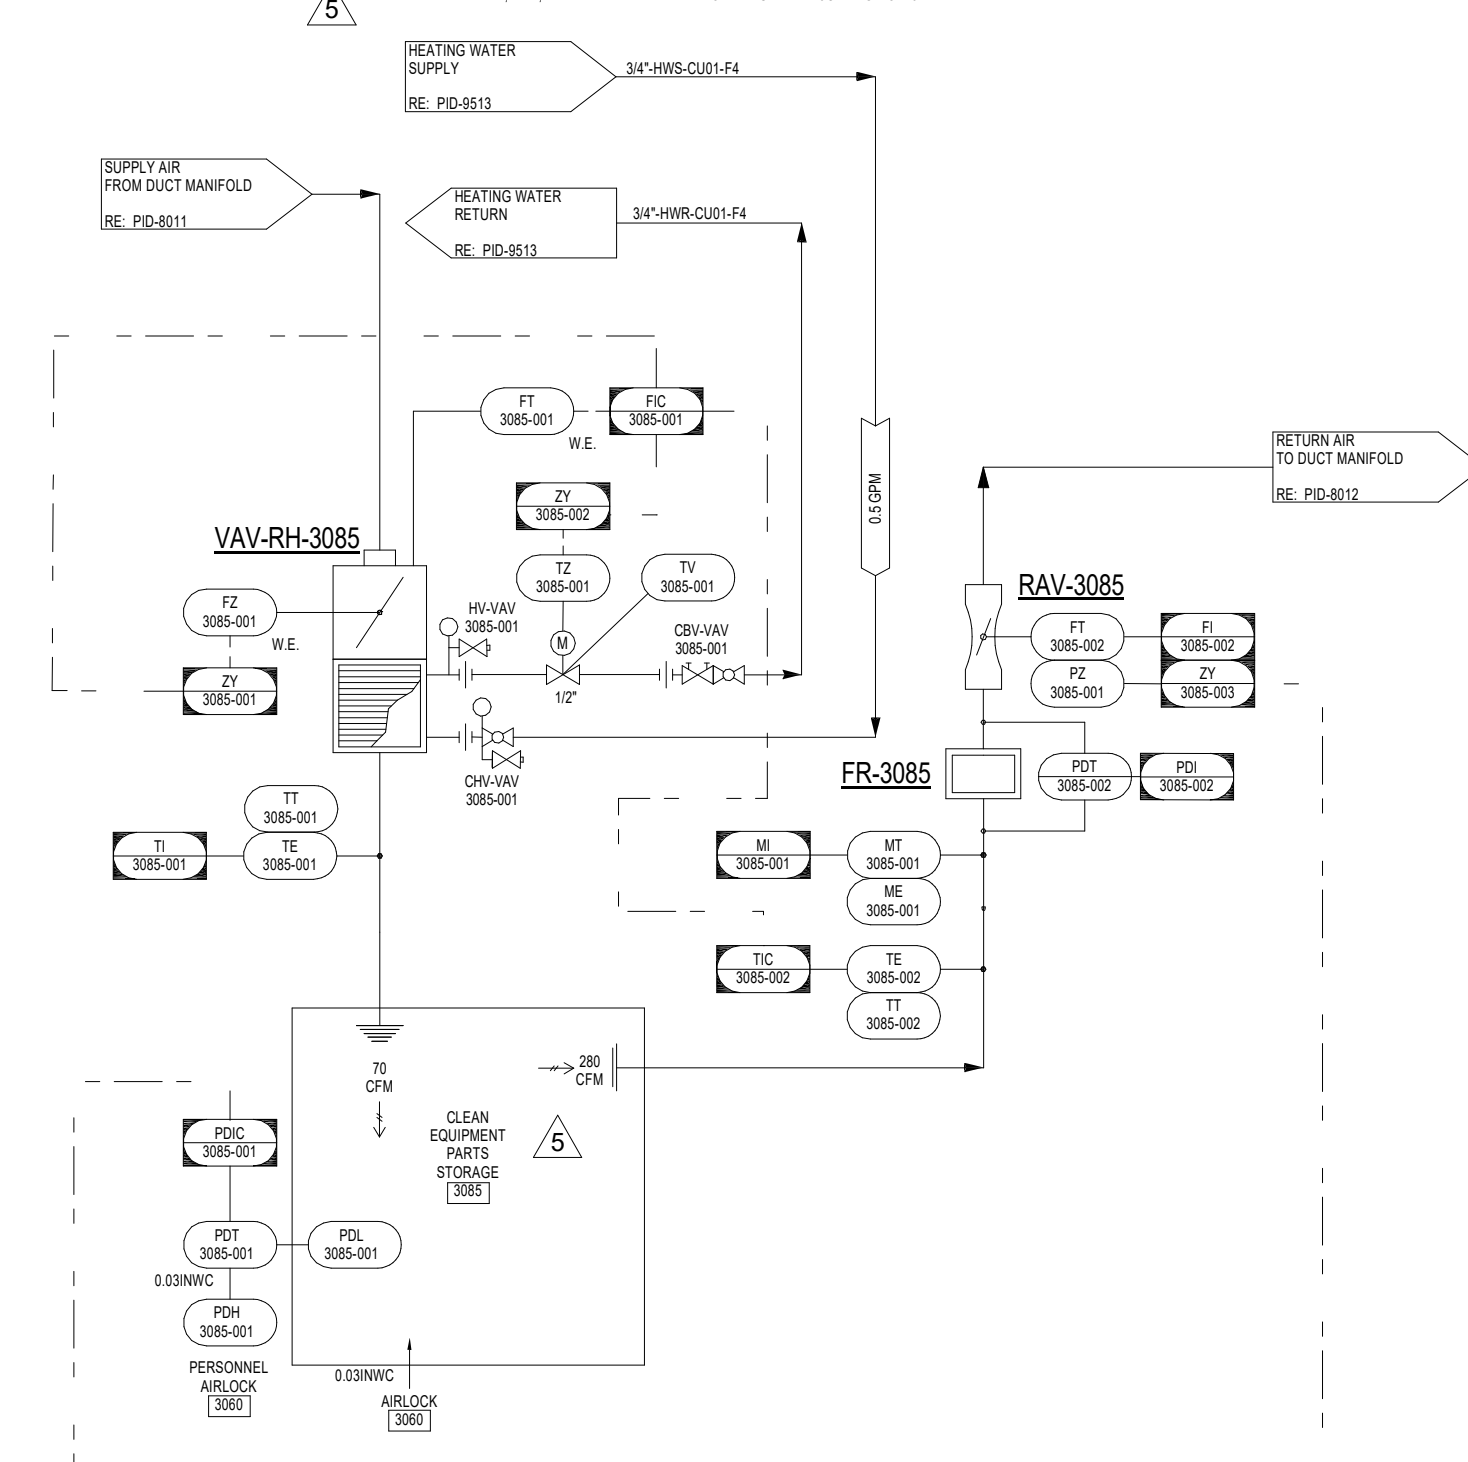 5
HEATING WATER
SUPPLY
RE: PID-9513
3/4"-HWS-CU01-F4
SUPPLY AIR
FROM DUCT MANIFOLD
RE: PID-8011
HEATING WATER
RETURN
RE: PID-9513
3/4"-HWR-CU01-F4
FT
3085-001
W.E.
FIC
3085-001
RETURN AIR
TO DUCT MANIFOLD
RE: PID-8012
0.5 GPM
ZY
3085-002
VAV-RH-3085
TZ
3085-001
TV
3085-001
FZ
3085-001
W.E.
HV-VAV
3085-001
M
1/2"
CBV-VAV
3085-001
ZY
3085-001
CHV-VAV
3085-001
RAV-3085
FT
3085-002
FI
3085-002
PZ
3085-001
ZY
3085-003
FR-3085
PDT
3085-002
PDI
3085-002
TT
3085-001
TI
3085-001
TE
3085-001
MI
3085-001
MT
3085-001
ME
3085-001
TIC
3085-002
TE
3085-002
TT
3085-002
70
CFM
280
CFM
CLEAN
EQUIPMENT
PARTS
STORAGE
3085
5
PDIC
3085-001
PDT
3085-001
PDL
3085-001
0.03INWC
PDH
3085-001
PERSONNEL
AIRLOCK
3060
0.03INWC
AIRLOCK
3060